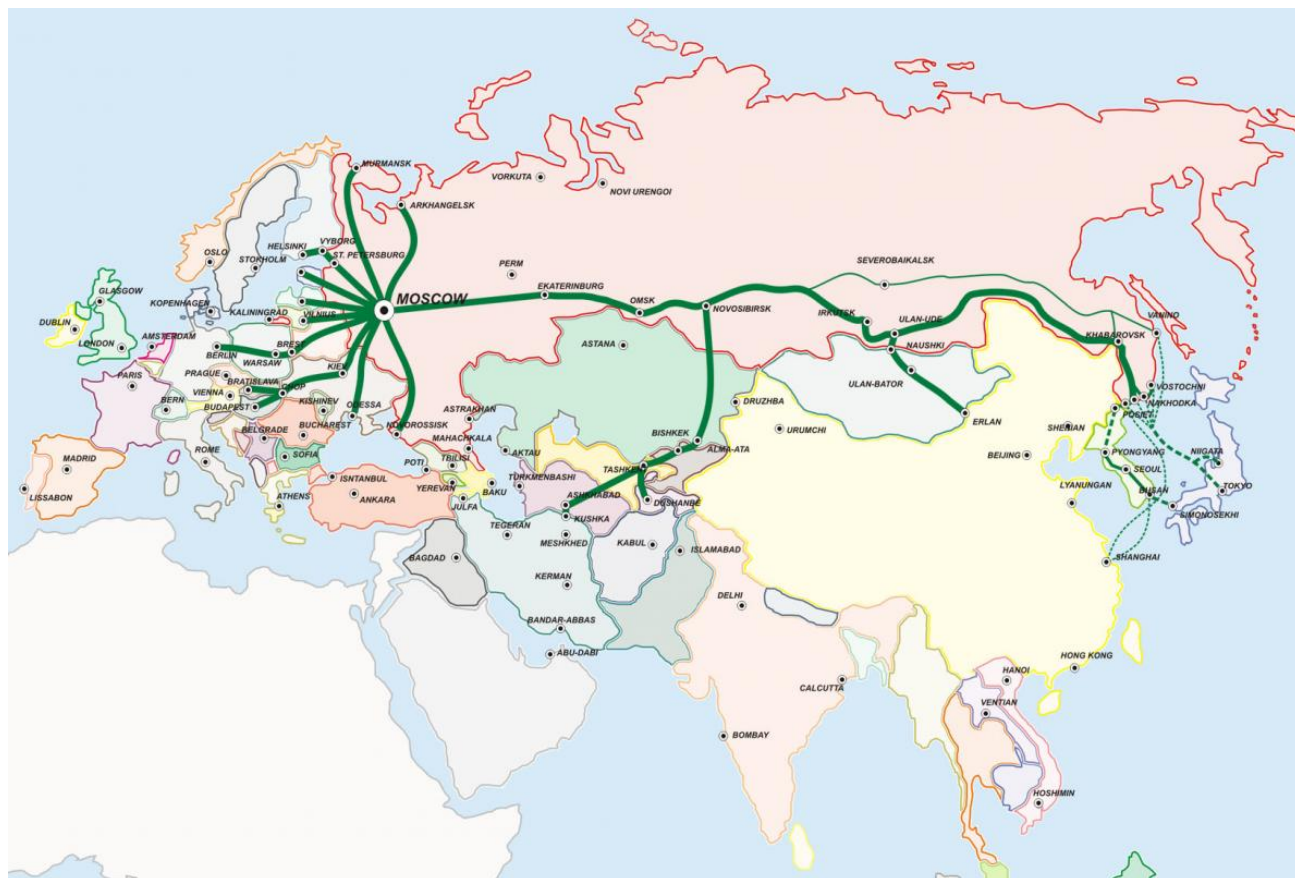 MURMANSK
VORKUTA
NOVI URENGOI
ARKHANGELSK
HELSINKI
VYBORG
ST. PETERSBURG
OSLO
STOKHOLM
PERM
SEVEROBAIKALSK
EKATERINBURG
GLASGOW
KOPENHAGEN
MOSCOW
OMSK
NOVOSIBIRSK
KALININGRAD
VILNIUS
IRKUTSK
ULAN-UDE
VANINO
DUBLIN
AMSTERDAM
LONDON
BERLIN
WARSAW
BREST
ASTANA
NAUSHKI
KHABAROVSK
KIEV
PRAGUE
BRATISLAVA
CHOP
PARIS
VIENNA
BERN
BUDAPEST
KISHINEV
ODESSA
ULAN-BATOR
VOSTOCHNI
NAKHODKA
POSIET
DRUZHBA
ERLAN
ASTRAKHAN
BUCHAREST
NOVOROSSISK
BELGRADE
MAHACHKALA
BISHKEK
URUMCHI
SHENIAN
ALMA-ATA
AKTAU
ROME
SOFIA
POTI
TBILISI
TASHKENT
BEIJING
PYONGYANG
NIIGATA
SEOUL
MADRID
ISNTANBUL
TURKMENBASHI
YEREVAN
BAKU
ANKARA
LISSABON
ATHENS
JULFA
ASHKHABAD
DUSHANBE
LYANUNGAN
BUSAN
TOKYO
SIMONOSEKHI
KUSHKA
TEGERAN
MESHKHED
KABUL
ISLAMABAD
BAGDAD
SHANGHAI
KERMAN
DELHI
BANDAR-ABBAS
ABU-DABI
HONG KONG
HANOI
CALCUTTA
VENTIAN
BOMBAY
HOSHIMIN